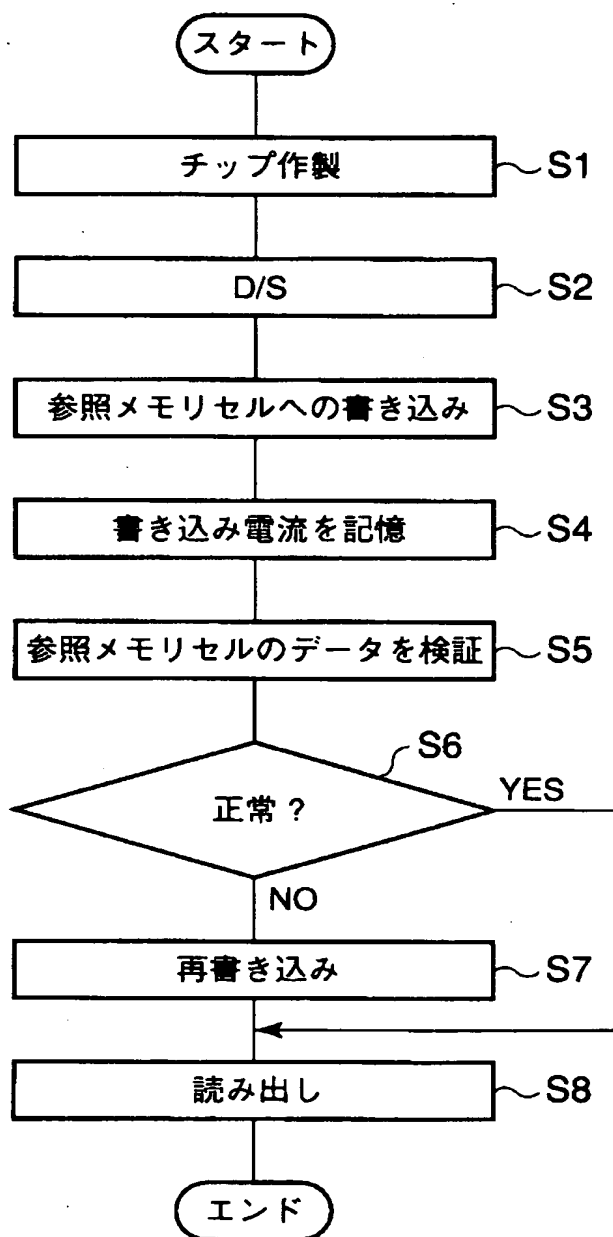 スタート
チップ作製 S1
D/S S2
参照メモリセルへの書き込み S3
書き込み電流を記憶 S4
参照メモリセルのデータを検証 S5
S6
正常？ YES
NO
再書き込み S7
読み出し S8
エンド